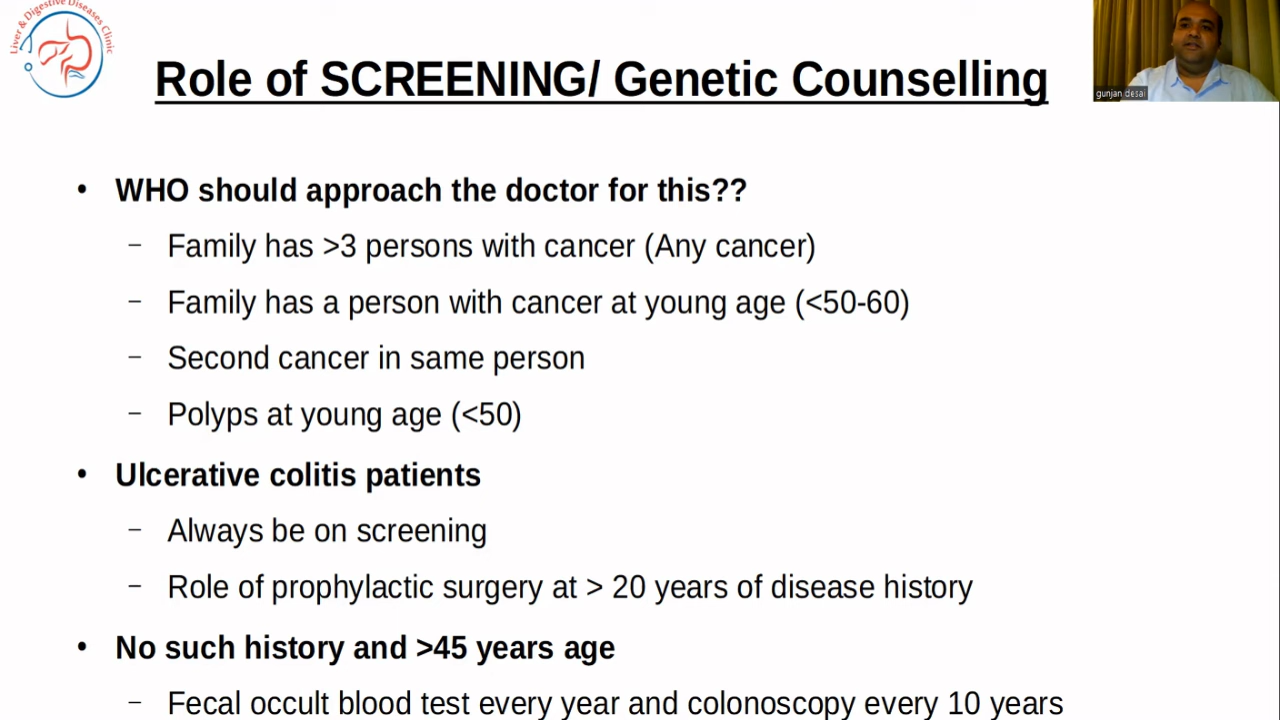 Liver & Digestive Diseases Clinic
Role of SCREENING/ Genetic Counselling
gunjan desai
• WHO should approach the doctor for this??
– Family has >3 persons with cancer (Any cancer)
– Family has a person with cancer at young age (<50-60)
– Second cancer in same person
– Polyps at young age (<50)
• Ulcerative colitis patients
– Always be on screening
– Role of prophylactic surgery at > 20 years of disease history
• No such history and >45 years age
– Fecal occult blood test every year and colonoscopy every 10 years